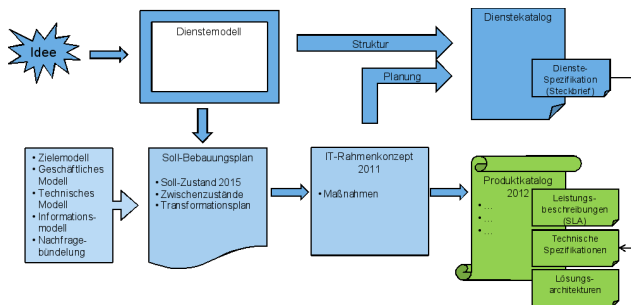 Idee
Dienstemodell
Struktur
Planung
Dienstekatalog
Dienste-
Spezifikation
(Steckbrief)
• Zielemodell
• Geschäftliches
Modell
• Technisches
Modell
• Informations-
modell
• Nachfrage-
bündelung
Soll-Bebauungsplan
• Soll-Zustand 2015
• Zwischenzustände
• Transformationsplan
IT-Rahmenkonzept
2011
• Maßnahmen
Produktkatalog
2012
• ...
• ...
• ...
Leistungs-
beschreibungen
(SLA)
Technische
Spezifikationen
Lösungs-
architekturen